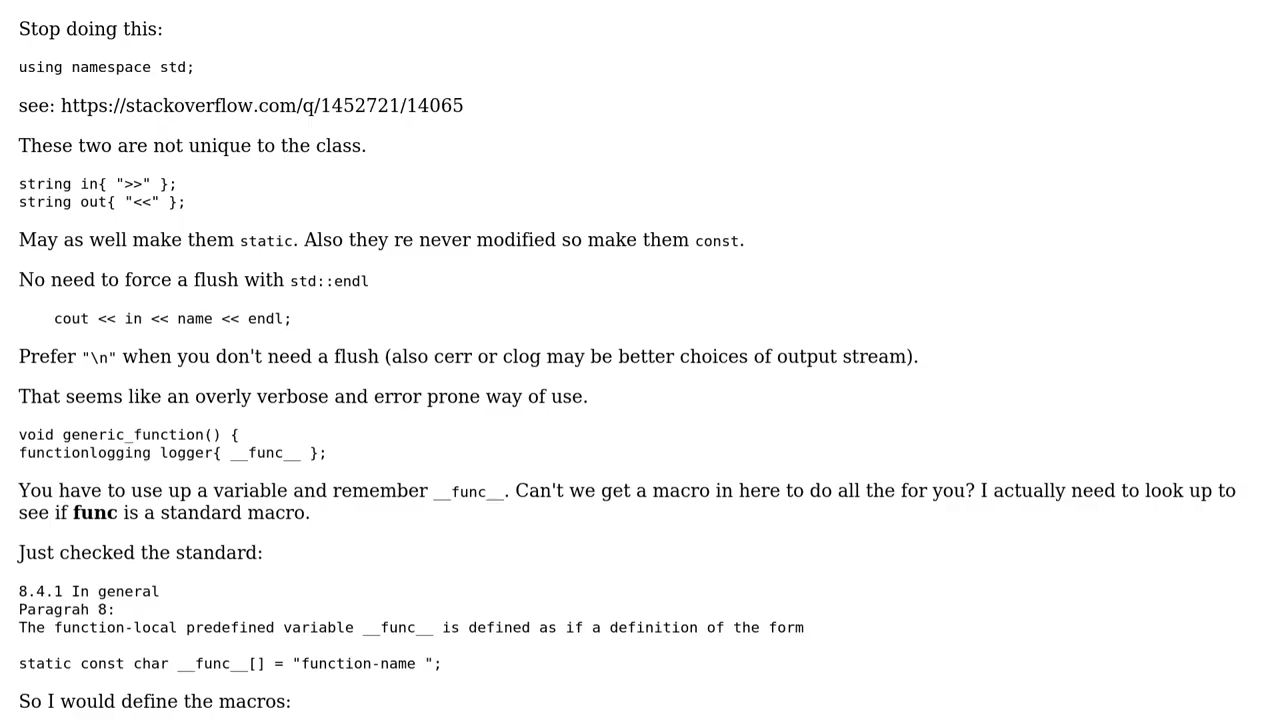 Stop doing this:
using namespace std;
see: https://stackoverflow.com/q/1452721/14065
These two are not unique to the class.
string in{ ">>" };
string out{ "<<" };
May as well make them static. Also they re never modified so make them const.
No need to force a flush with std::endl
cout << in << name << endl;
Prefer "\n" when you don't need a flush (also cerr or clog may be better choices of output stream).
That seems like an overly verbose and error prone way of use.
void generic_function() {
functionlogging logger{ __func__ };
You have to use up a variable and remember __func__. Can't we get a macro in here to do all the for you? I actually need to look up to
see if func is a standard macro.
Just checked the standard:
8.4.1 In general
Paragrah 8:
The function-local predefined variable __func__ is defined as if a definition of the form
static const char __func__[] = "function-name ";
So I would define the macros: